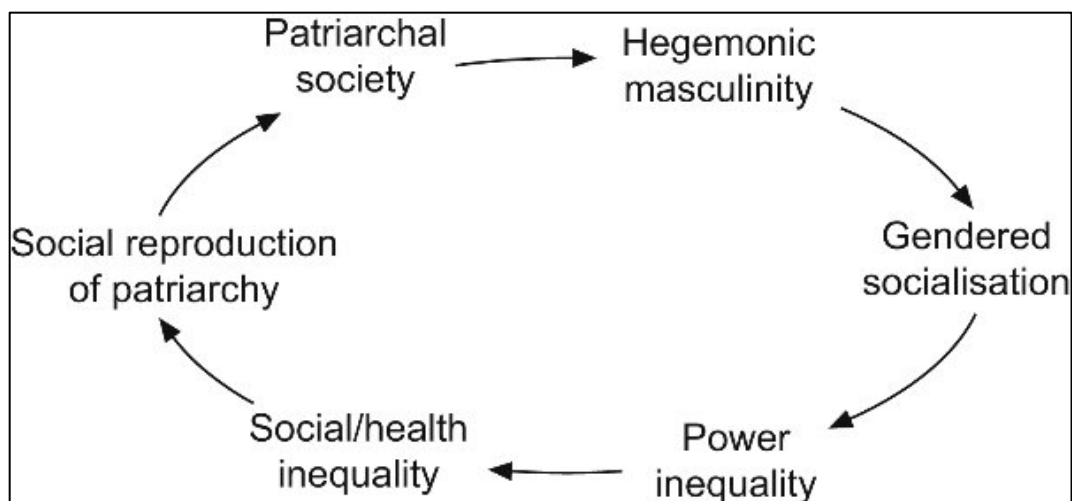 Patriarchal
society
Hegemonic
masculinity
Gendered
socialisation
Power
inequality
Social/health
inequality
Social reproduction
of patriarchy